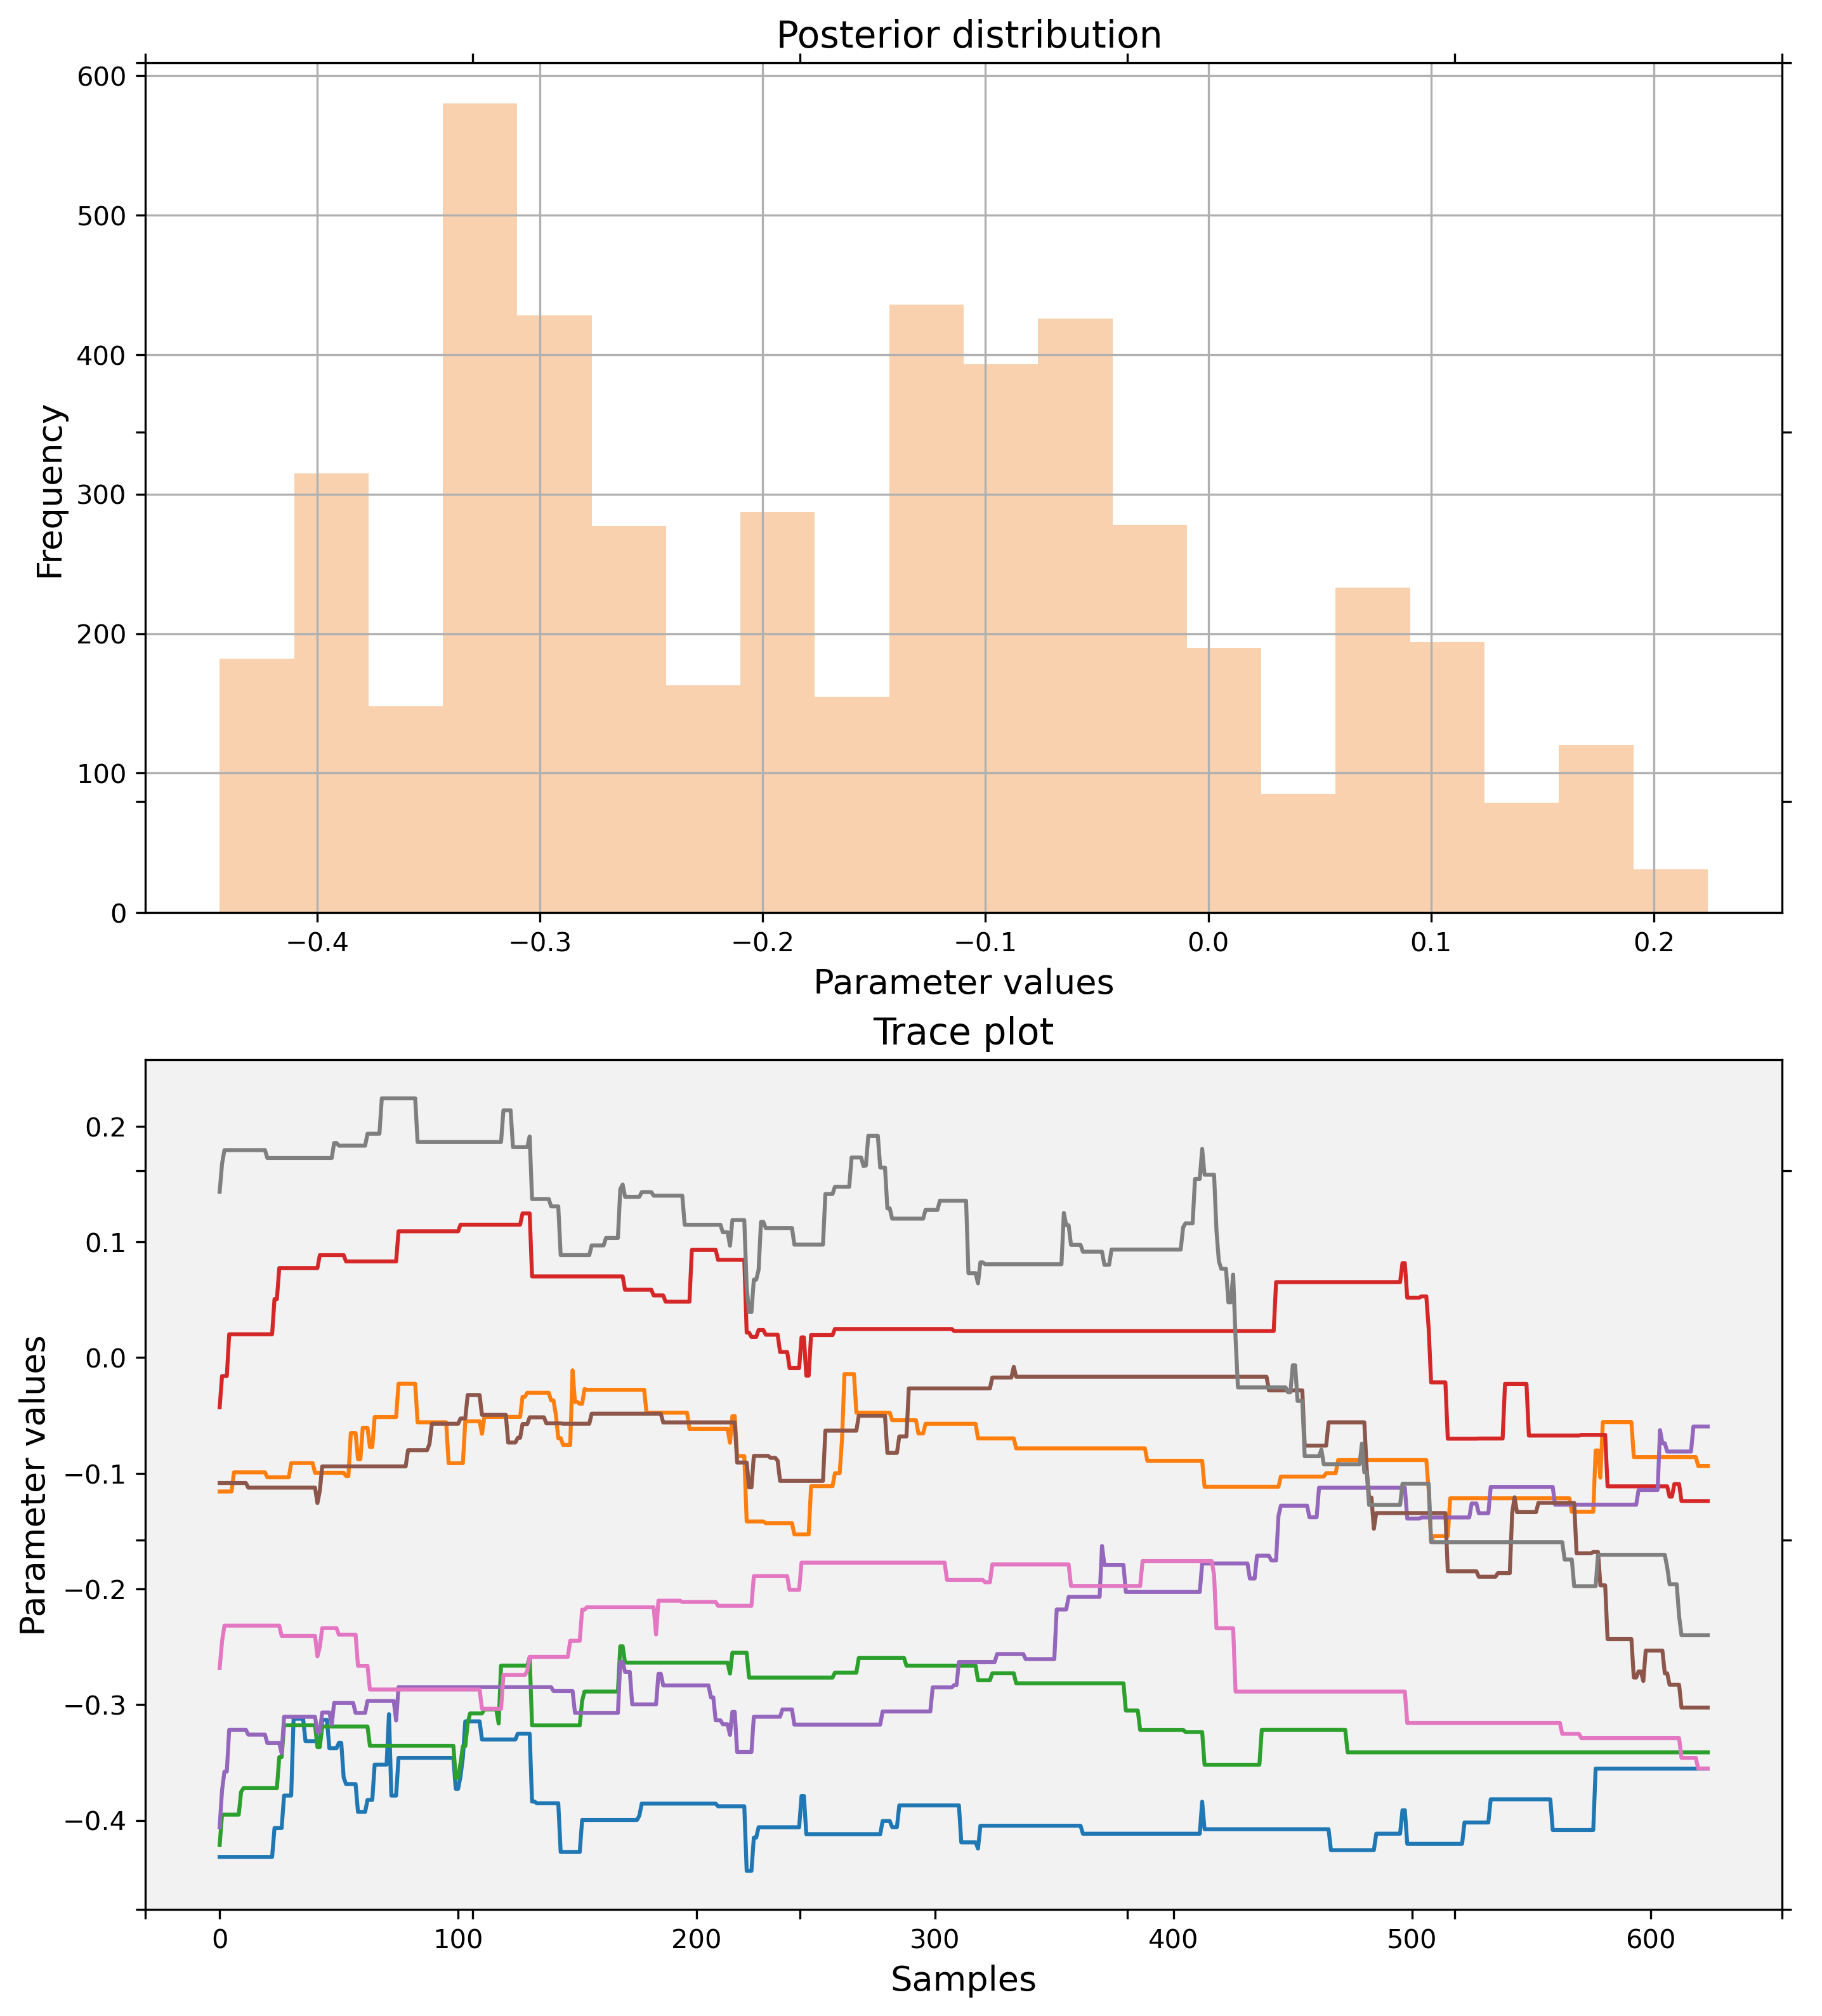 Posterior distribution
600
500
400
300
200
100
0
Frequency
−0.4 −0.3 −0.2 −0.1 0.0 0.1 0.2
Parameter values
Trace plot
0.2
0.1
0.0
−0.1
−0.2
−0.3
−0.4
Parameter values
0 100 200 300 400 500 600
Samples